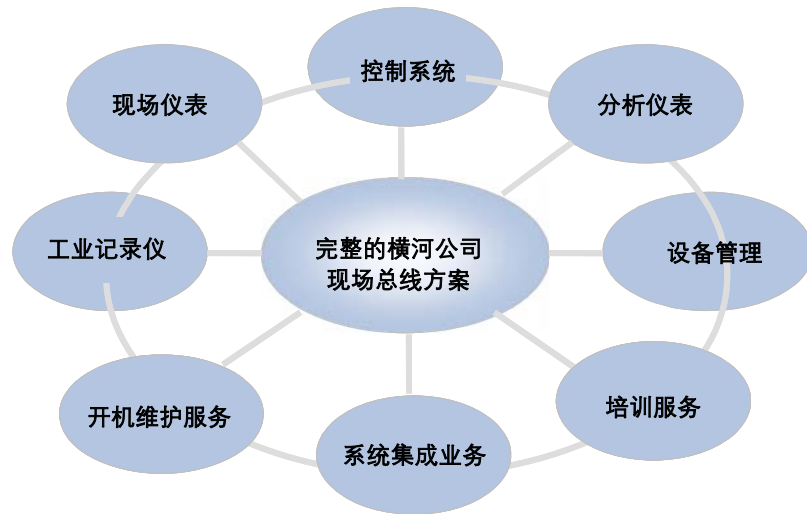 控制系统
现场仪表
分析仪表
工业记录仪
完整的横河公司
现场总线方案
设备管理
开机维护服务
培训服务
系统集成业务